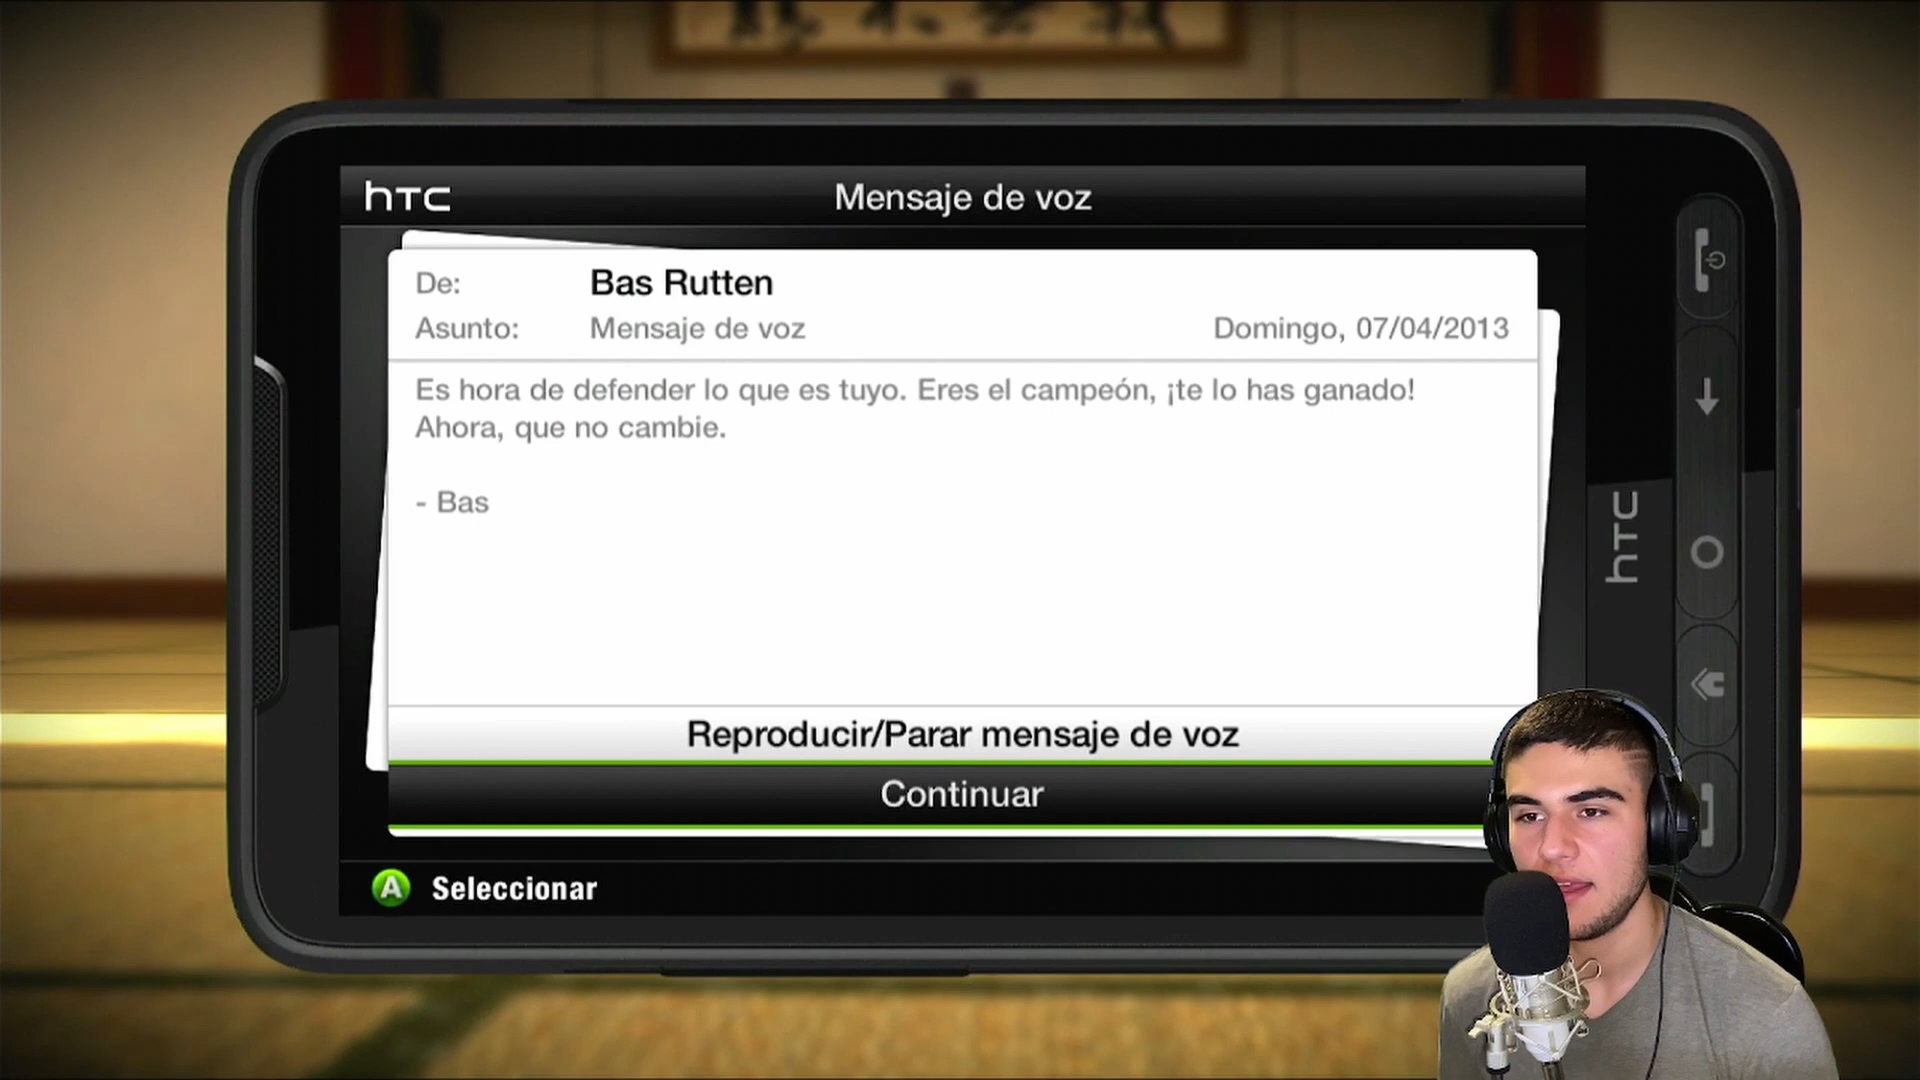 hTC
Mensaje de voz
De: Bas Rutten
Asunto: Mensaje de voz Domingo, 07/04/2013
Es hora de defender lo que es tuyo. Eres el campeón, ¡te lo has ganado!
Ahora, que no cambie.
- Bas
hTC
Reproducir/Parar mensaje de voz
Continuar
A Seleccionar